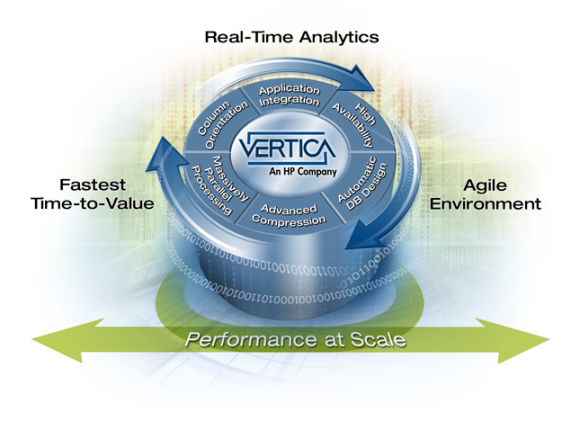 Real-Time Analytics
Application
Integration
High
Availability
Column
Orientation
VERTICA
An HP Company
Massively
Parallel
Processing
Automatic
DB Design
Advanced
Compression
Fastest
Time-to-Value
Agile
Environment
Performance at Scale